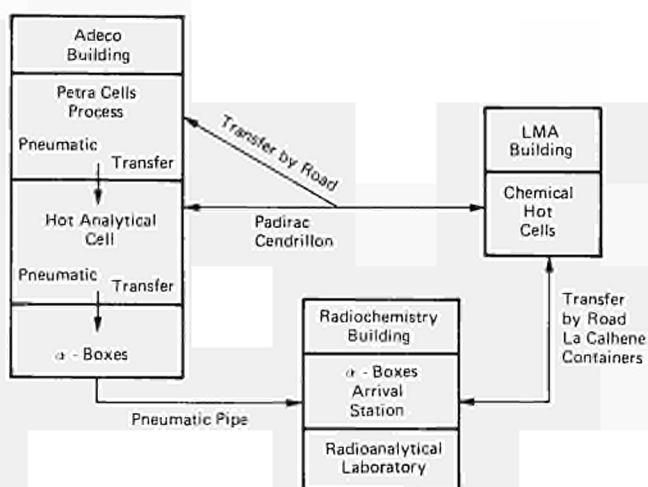 Adeco
Building
Petra Cells
Process
Pneumatic
Transfer
Hot Analytical
Cell
Pneumatic
Transfer
α - Boxes
Transfer by Road
Padirac
Cendrillon
LMA
Building
Chemical
Hot
Cells
Transfer
by Road
La Calhene
Containers
Radiochemistry
Building
α - Boxes
Arrival
Station
Radioanalytical
Laboratory
Pneumatic Pipe